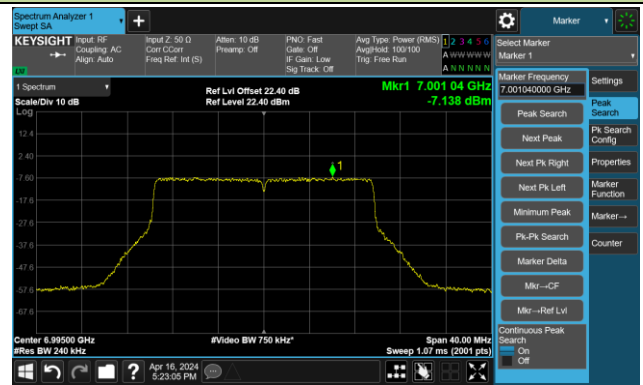 Spectrum Analyzer 1
Swept SA
Marker
KEYSIGHT
Input: RF
Coupling: AC
Align: Auto
Input Z: 50 Ω
Corr CCorr
Freq Ref: Int (S)
Atten: 10 dB
Preamp: Off
PNO: Fast
Gate: Off
IF Gain: Low
Sig Track: Off
Avg Type: Power (RMS)
Avg|Hold: 100/100
Trig: Free Run
1 2 3 4 5 6
A W W W W W
A N N N N N
LXI
Select Marker
Marker 1
1 Spectrum
Scale/Div 10 dB
Log
Ref Lvl Offset 22.40 dB
Ref Level 22.40 dBm
Mkr1 7.001 04 GHz
-7.138 dBm
12.4
2.40
-7.60
-17.6
-27.6
-37.6
-47.6
-57.6
-67.6
1
Center 6.99500 GHz
#Res BW 240 kHz
#Video BW 750 kHz*
Span 40.00 MHz
Sweep 1.07 ms (2001 pts)
Marker Frequency
7.001040000 GHz
Peak Search
Next Peak
Next Pk Right
Next Pk Left
Minimum Peak
Pk-Pk Search
Marker Delta
Mkr→CF
Mkr→Ref Lvl
Continuous Peak
Search
On
Off
Settings
Peak
Search
Pk Search
Config
Properties
Marker
Function
Marker→
Counter
?
Apr 16, 2024
5:23:05 PM